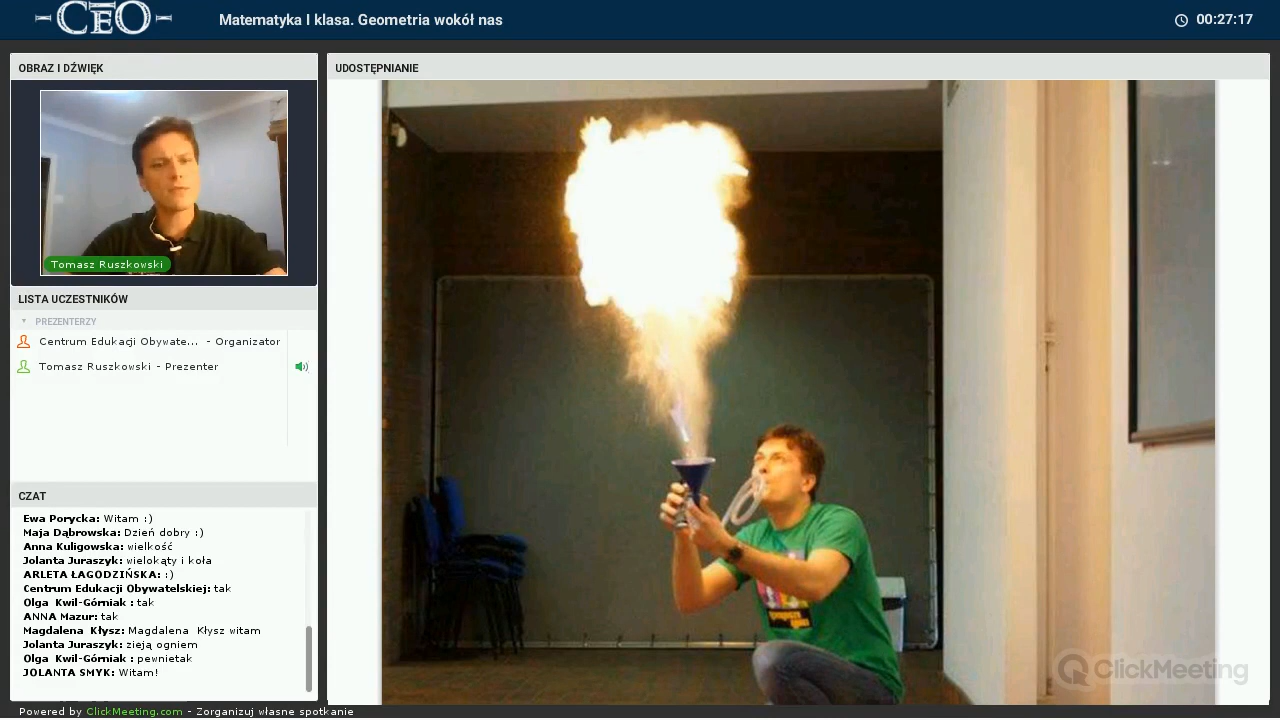 CEO
Matematyka I klasa. Geometria wokół nas
00:27:17
OBRAZ I DŹWIĘK
UDOSTĘPNIANIE
Tomasz Ruszkowski
LISTA UCZESTNIKÓW
PREZENTERZY
Centrum Edukacji Obywate... - Organizator
Tomasz Ruszkowski - Prezenter
CZAT
Ewa Porycka: Witam :)
Maja Dąbrowska: Dzień dobry :)
Anna Kuligowska: wielkość
Jolanta Juraszyk: wielokąty i koła
ARLETA ŁAGODZIŃSKA: :)
Centrum Edukacji Obywatelskiej: tak
Olga Kwil-Górniak : tak
ANNA Mazur: tak
Magdalena Kłysz: Magdalena Kłysz witam
Jolanta Juraszyk: zieją ogniem
Olga Kwil-Górniak : pewnietak
JOLANTA SMYK: Witam!
ClickMeeting
Powered by ClickMeeting.com - Zorganizuj własne spotkanie